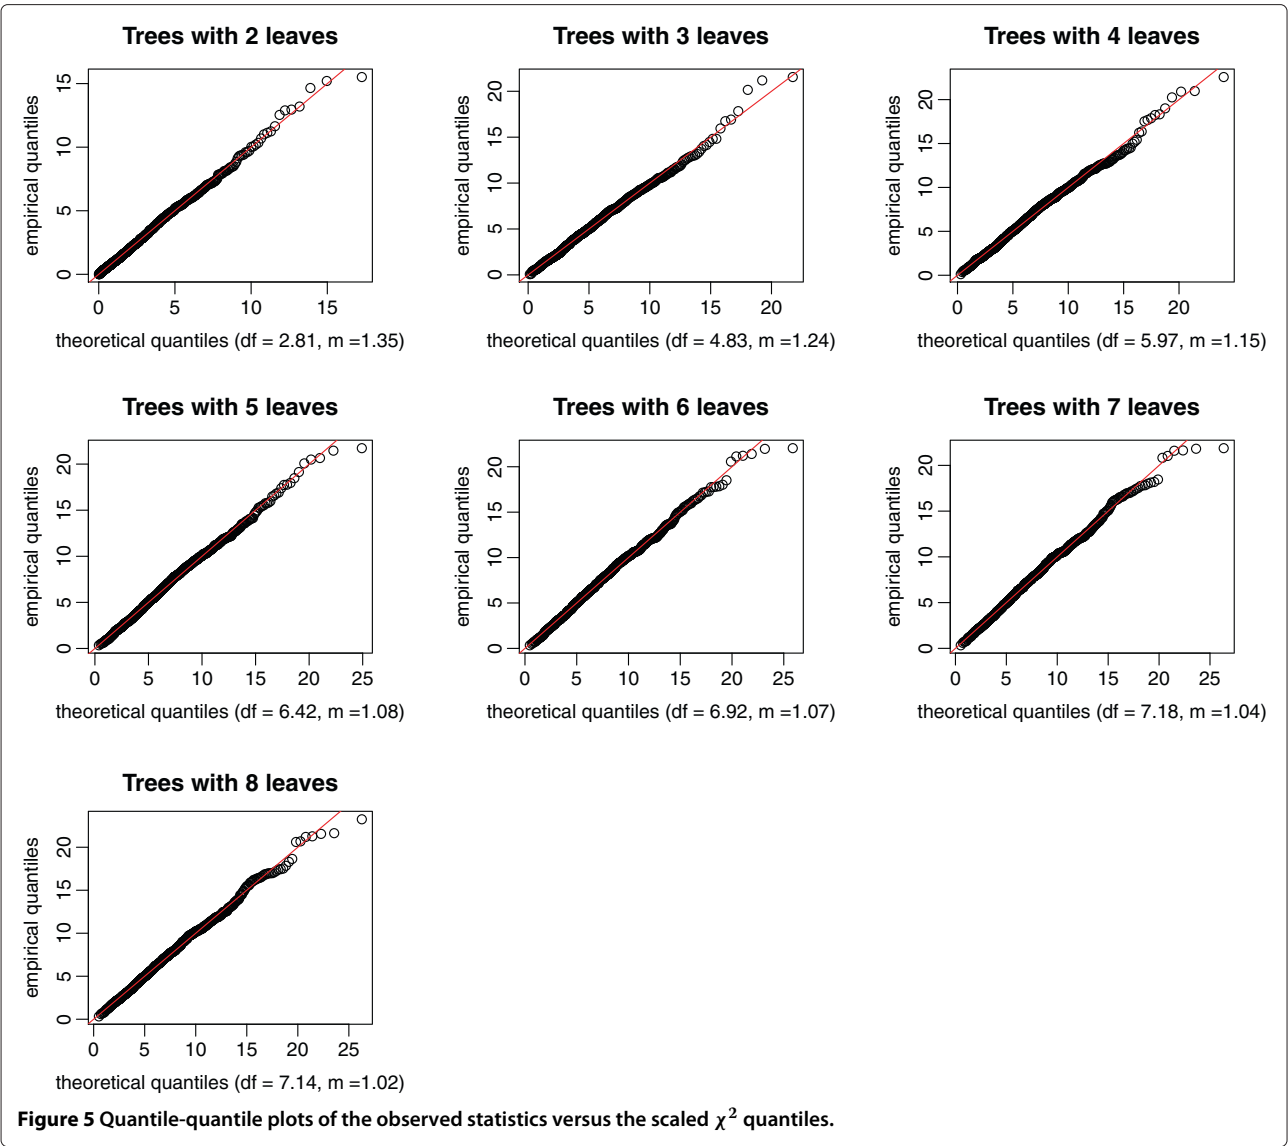 Trees with 2 leaves
Trees with 3 leaves
Trees with 4 leaves
empirical quantiles
0 5 10 15
0 5 10 15
theoretical quantiles (df = 2.81, m =1.35)
empirical quantiles
0 5 10 15 20
0 5 10 15 20
theoretical quantiles (df = 4.83, m =1.24)
empirical quantiles
0 5 10 15 20
0 5 10 15 20
theoretical quantiles (df = 5.97, m =1.15)
Trees with 5 leaves
Trees with 6 leaves
Trees with 7 leaves
empirical quantiles
0 5 10 15 20
0 5 10 15 20 25
theoretical quantiles (df = 6.42, m =1.08)
empirical quantiles
0 5 10 15 20
0 5 10 15 20 25
theoretical quantiles (df = 6.92, m =1.07)
empirical quantiles
0 5 10 15 20
0 5 10 15 20 25
theoretical quantiles (df = 7.18, m =1.04)
Trees with 8 leaves
empirical quantiles
0 5 10 15 20
0 5 10 15 20 25
theoretical quantiles (df = 7.14, m =1.02)
Figure 5 Quantile-quantile plots of the observed statistics versus the scaled χ² quantiles.